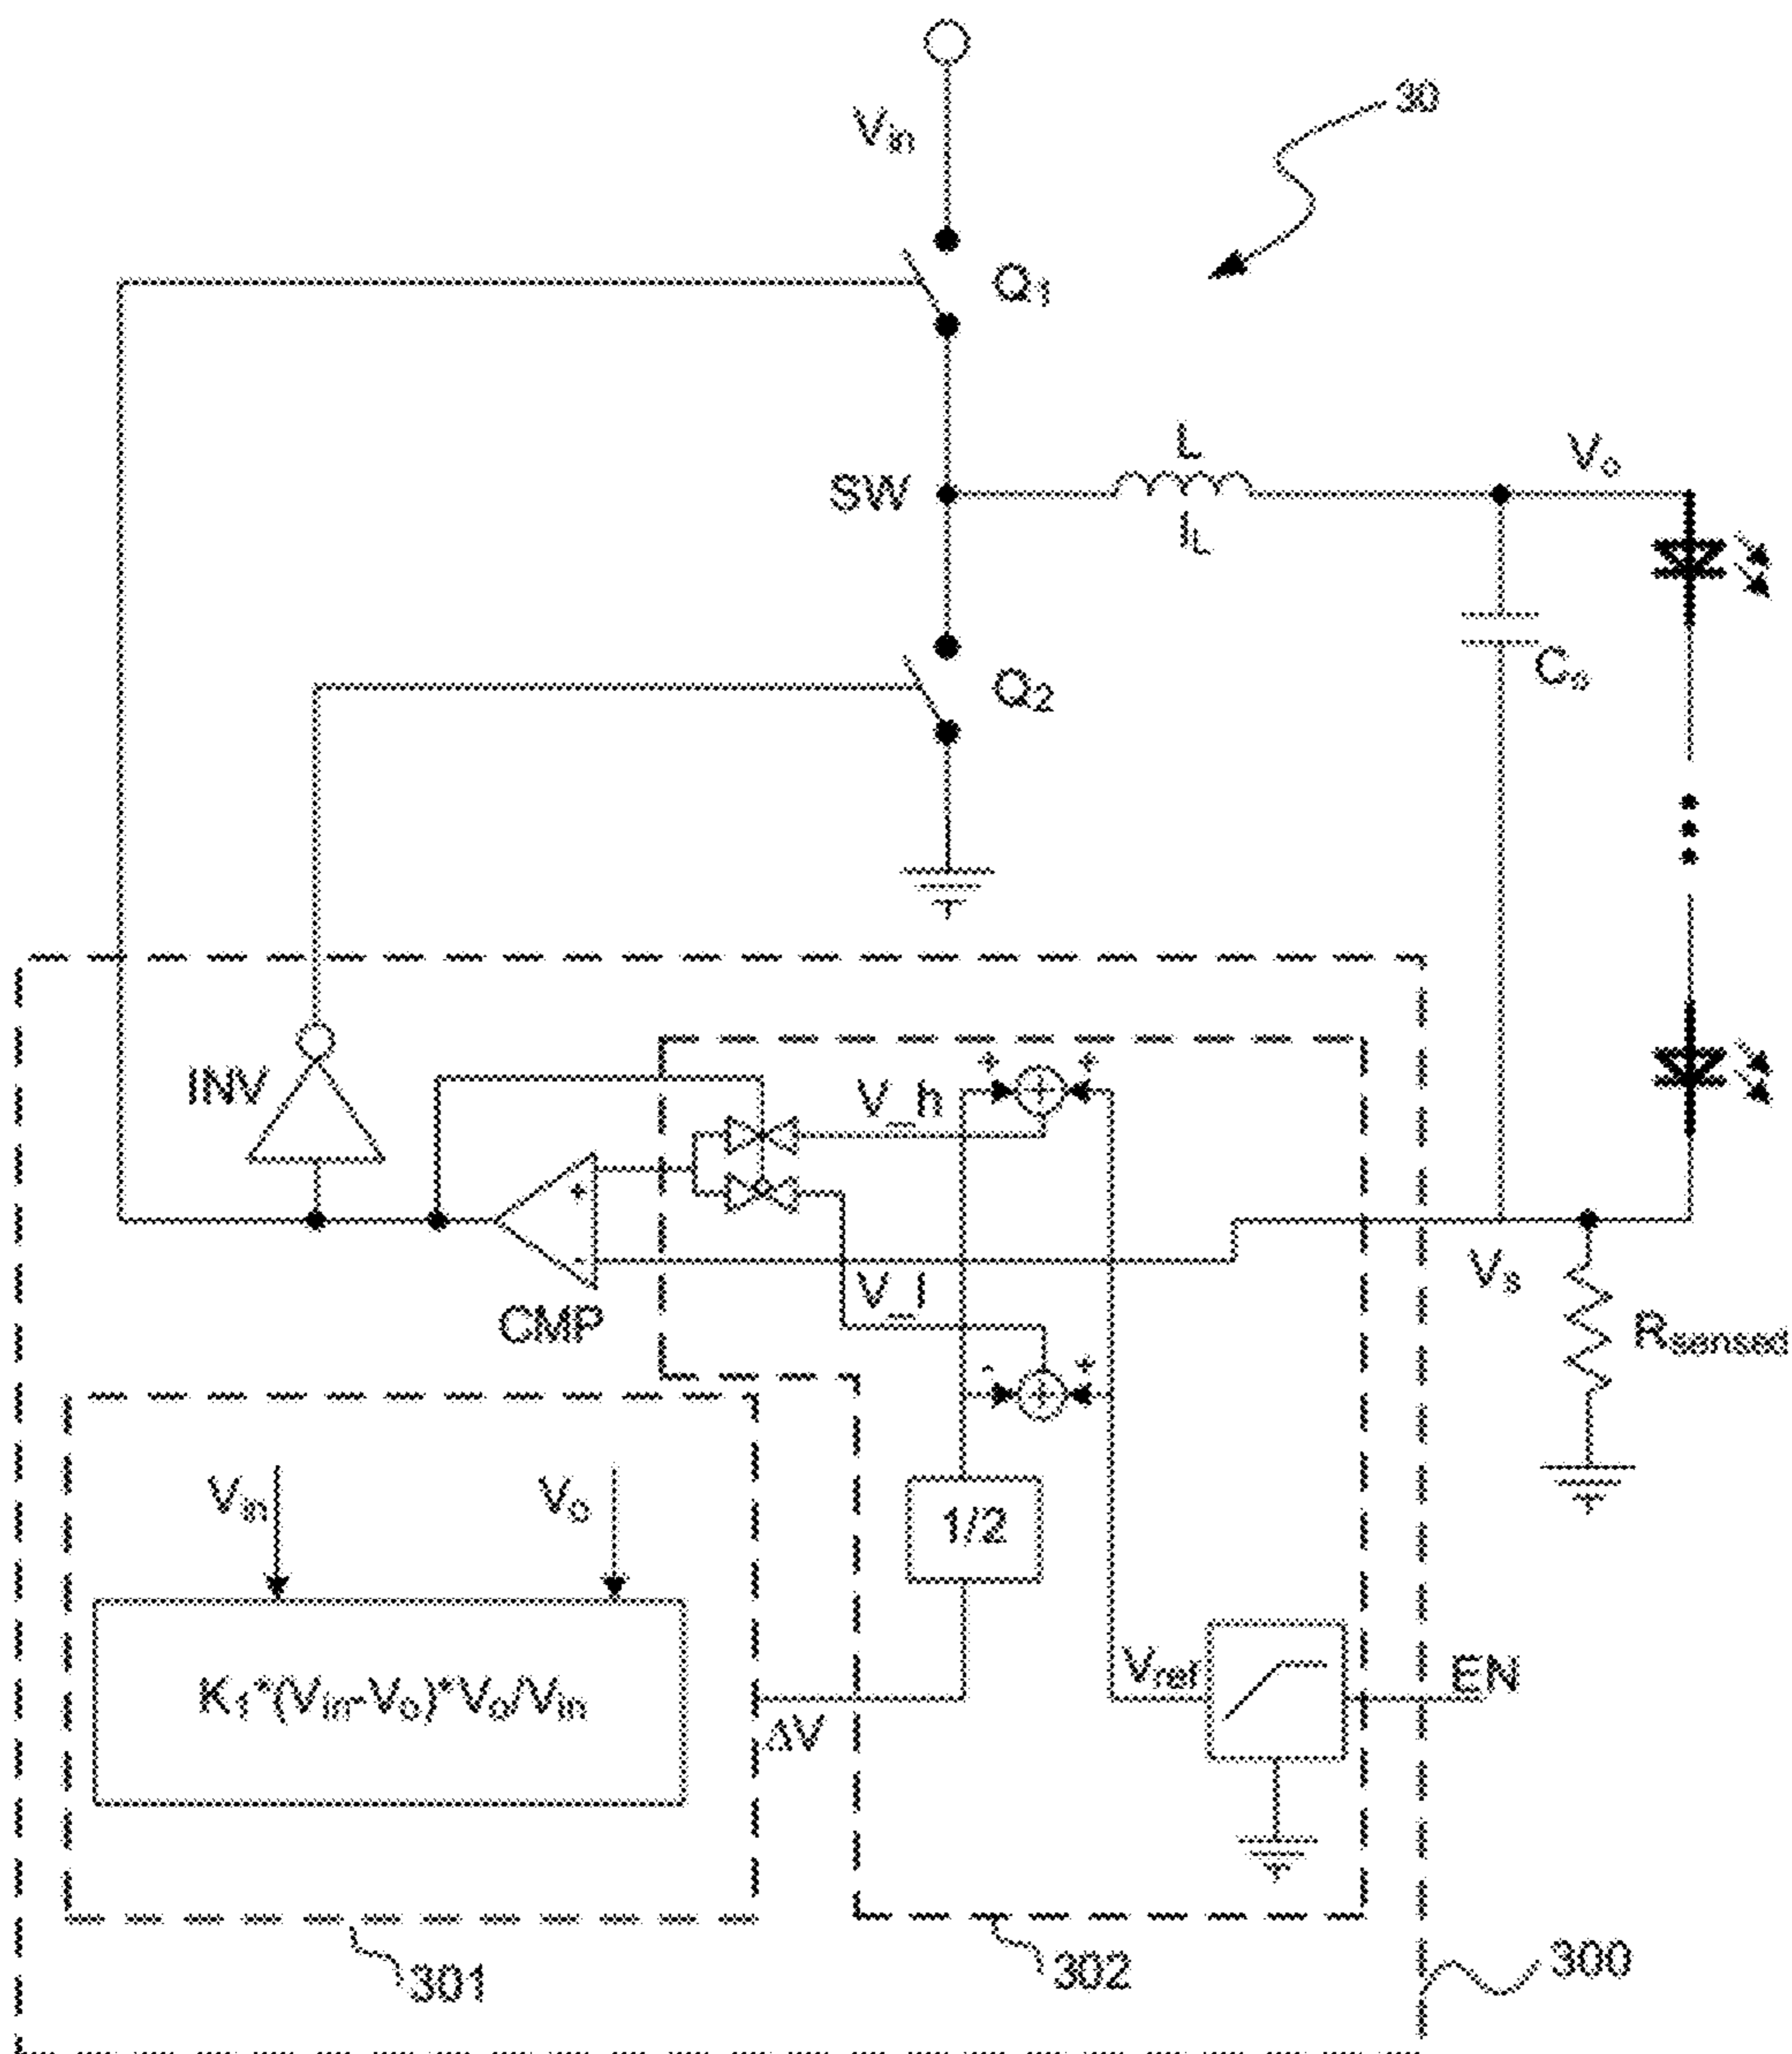 30
Vin
Q1
L
Vo
SW
IL
Q2
Cs
INV
V_h
+ +
+
-
V_l
CMP
Vs
Rsensed
- +
Vin
Vo
1/2
K1*(Vin-Vo)*Vo/Vin
Vref
EN
ΔV
301
302
300